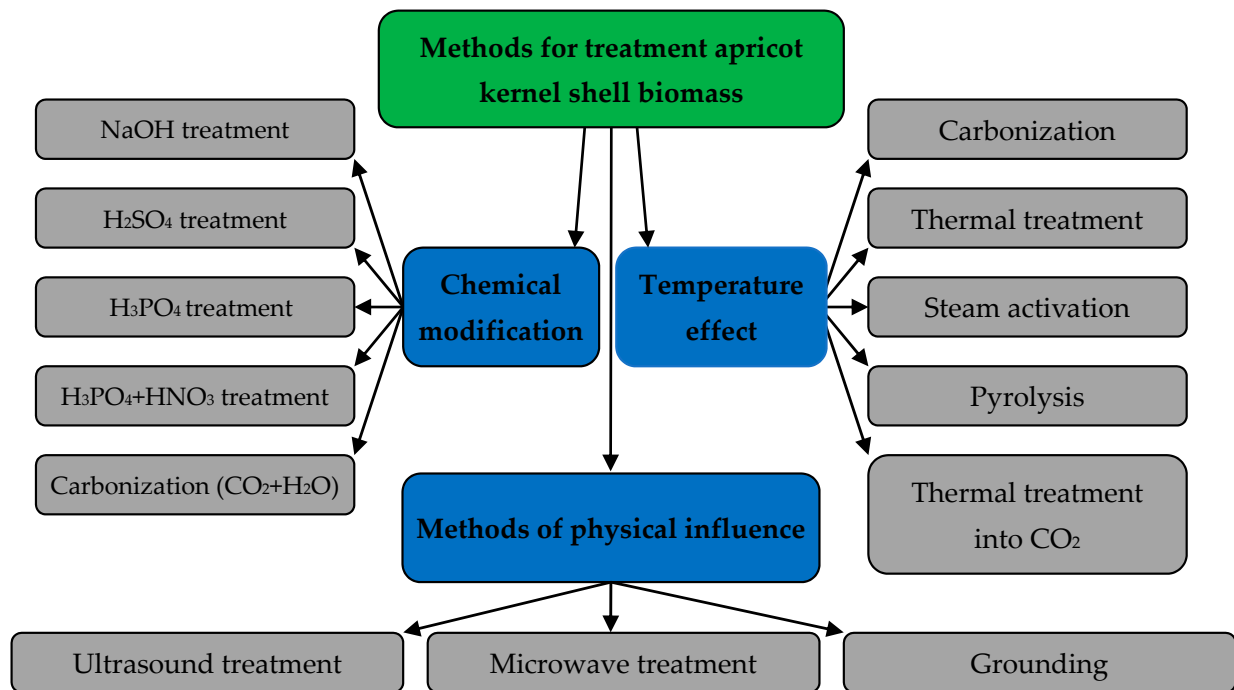 Methods for treatment apricot
kernel shell biomass
NaOH treatment
H₂SO₄ treatment
H₃PO₄ treatment
H₃PO₄+HNO₃ treatment
Carbonization (CO₂+H₂O)
Chemical
modification
Temperature
effect
Carbonization
Thermal treatment
Steam activation
Pyrolysis
Thermal treatment
into CO₂
Methods of physical influence
Ultrasound treatment
Microwave treatment
Grounding